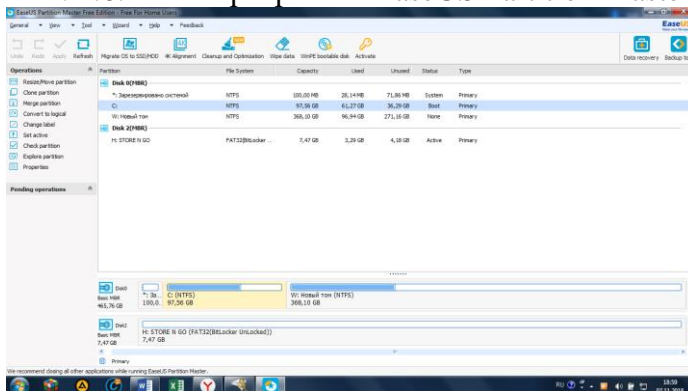 EaseUS Partition Master Free Edition - Free For Home Users
General View Tool Wizard Help Feedback
EaseUS
Undo Redo Apply Refresh Migrate OS to SSD/HDD 4K Alignment Cleanup and Optimization Wipe data WinPE bootable disk Activate Data recovery Backup
Operations Partition File System Capacity Used Unused Status Type
Resize/Move partition
Disk 0(MBR)
Clone partition
*: Зарезервировано системой NTFS 100,00 MB 28,14 MB 71,86 MB System Primary
Merge partition
C: NTFS 97,56 GB 61,27 GB 36,29 GB Boot Primary
Convert to logical
W: Новый том NTFS 368,10 GB 96,94 GB 271,16 GB None Primary
Change label
Disk 2(MBR)
Set active
H: STORE N GO FAT32(BitLocker ... 7,47 GB 3,29 GB 4,18 GB Active Primary
Check partition
Explore partition
Properties
Pending operations
Disk0
Basic MBR
465,76 GB
*: За...
100,0..
C: (NTFS)
97,56 GB
W: Новый том (NTFS)
368,10 GB
Disk2
Basic MBR
7,47 GB
H: STORE N GO (FAT32(BitLocker UnLocked))
7,47 GB
Primary
We recommend closing all other applications while running EaseUS Partition Master.
RU 18:59
07.11.2018